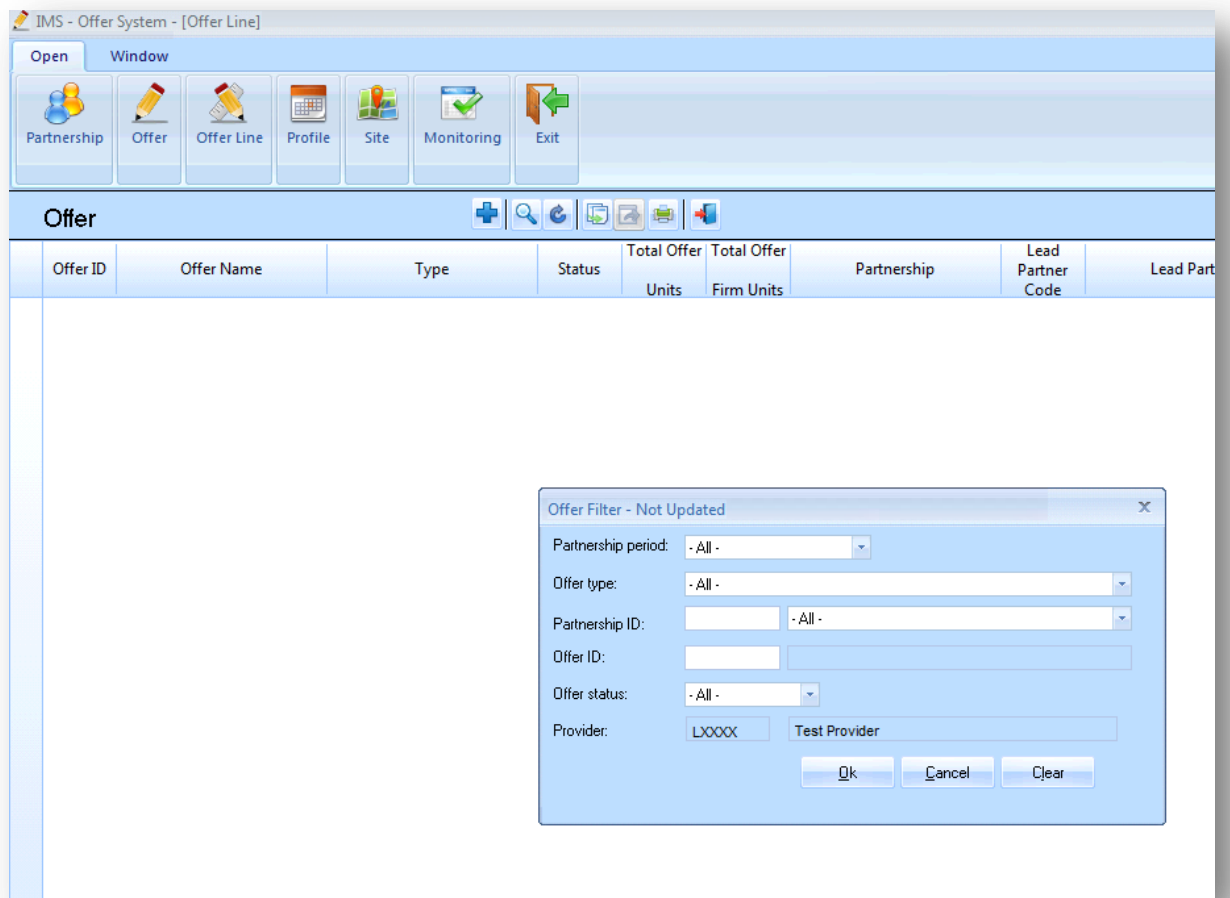 IMS - Offer System - [Offer Line]
Open Window
Partnership Offer Offer Line Profile Site Monitoring Exit
Offer
Offer ID Offer Name Type Status Total Offer Units Total Offer Firm Units Partnership Lead Partner Code Lead Part
Offer Filter - Not Updated X
Partnership period: - All -
Offer type: - All -
Partnership ID: - All -
Offer ID:
Offer status: - All -
Provider: LXXXX Test Provider
Ok Cancel Clear